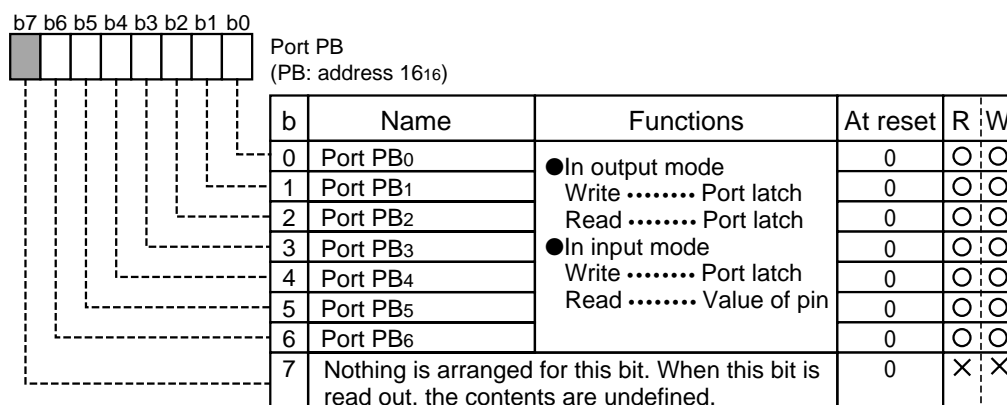 b7 b6 b5 b4 b3 b2 b1 b0
Port PB
(PB: address 1616)
b Name Functions At reset R W
0 Port PB0 0 O O
1 Port PB1 0 O O
2 Port PB2 0 O O
3 Port PB3 0 O O
4 Port PB4 0 O O
5 Port PB5 0 O O
6 Port PB6 0 O O
●In output mode
Write •••••••• Port latch
Read •••••••• Port latch
●In input mode
Write •••••••• Port latch
Read •••••••• Value of pin
7 Nothing is arranged for this bit. When this bit is 0 × ×
read out, the contents are undefined.